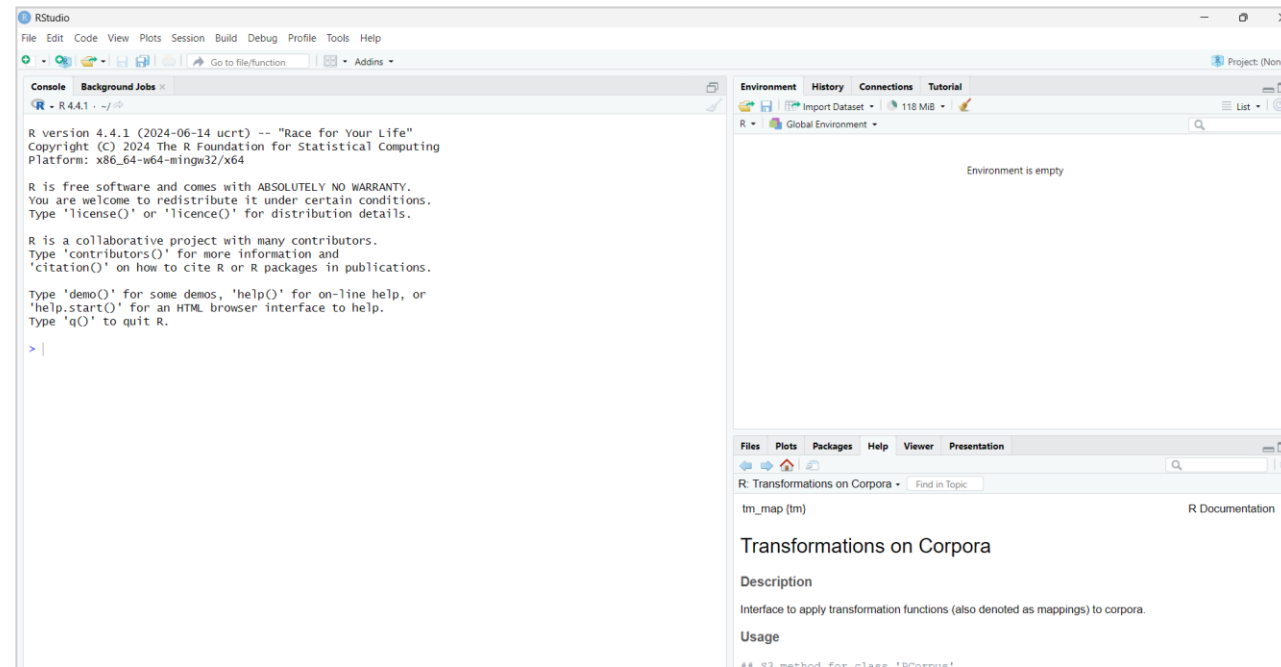 RStudio
File Edit Code View Plots Session Build Debug Profile Tools Help
Go to file/function Addins Project: (Non
Console Background Jobs
R 4.4.1 · ~/
R version 4.4.1 (2024-06-14 ucrt) -- "Race for Your Life"
Copyright (C) 2024 The R Foundation for Statistical Computing
Platform: x86_64-w64-mingw32/x64
R is free software and comes with ABSOLUTELY NO WARRANTY.
You are welcome to redistribute it under certain conditions.
Type 'license()' or 'licence()' for distribution details.
R is a collaborative project with many contributors.
Type 'contributors()' for more information and
'citation()' on how to cite R or R packages in publications.
Type 'demo()' for some demos, 'help()' for on-line help, or
'help.start()' for an HTML browser interface to help.
Type 'q()' to quit R.
>
Environment History Connections Tutorial
Import Dataset 118 MiB List
R Global Environment
Environment is empty
Files Plots Packages Help Viewer Presentation
R: Transformations on Corpora Find in Topic
tm_map {tm} R Documentation
Transformations on Corpora
Description
Interface to apply transformation functions (also denoted as mappings) to corpora.
Usage
## S3 method for class 'PCorpus'